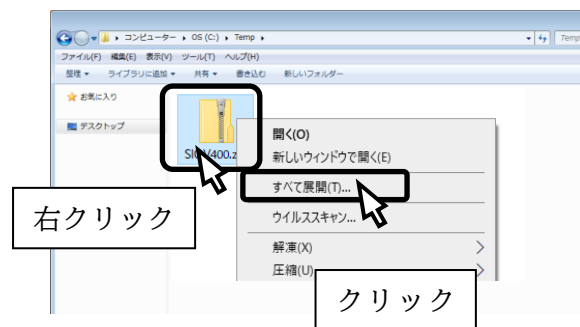 コンピューター ▸ OS (C:) ▸ Temp ▸
Temp
ファイル(F) 編集(E) 表示(V) ツール(T) ヘルプ(H)
整理 ▾ ライブラリに追加 ▾ 共有 ▾ 書き込む 新しいフォルダー
お気に入り
デスクトップ
開く(O)
新しいウィンドウで開く(E)
すべて展開(T)...
ウイルススキャン...
解凍(X)
圧縮(U)
右クリック
クリック